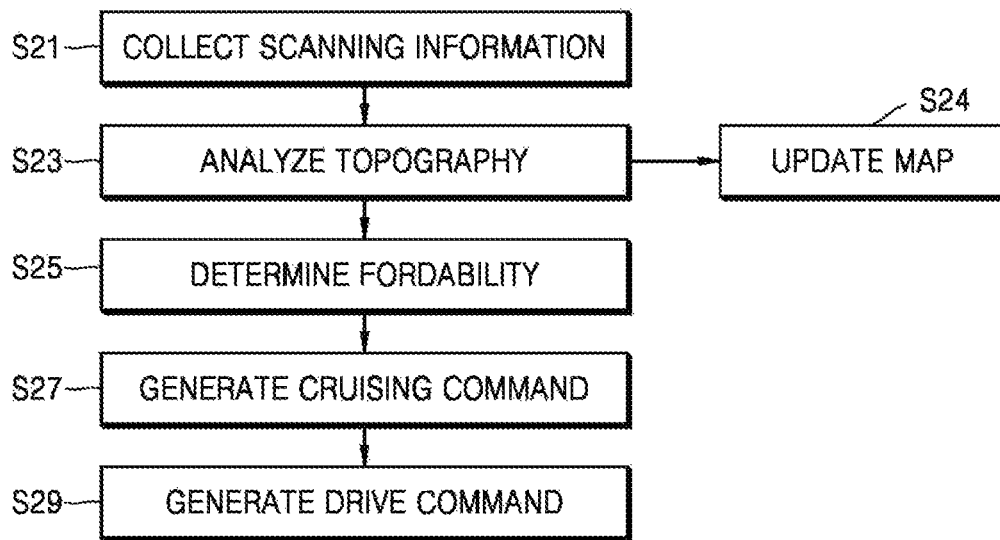 S21 COLLECT SCANNING INFORMATION
S24
S23 ANALYZE TOPOGRAPHY UPDATE MAP
S25 DETERMINE FORDABILITY
S27 GENERATE CRUISING COMMAND
S29 GENERATE DRIVE COMMAND